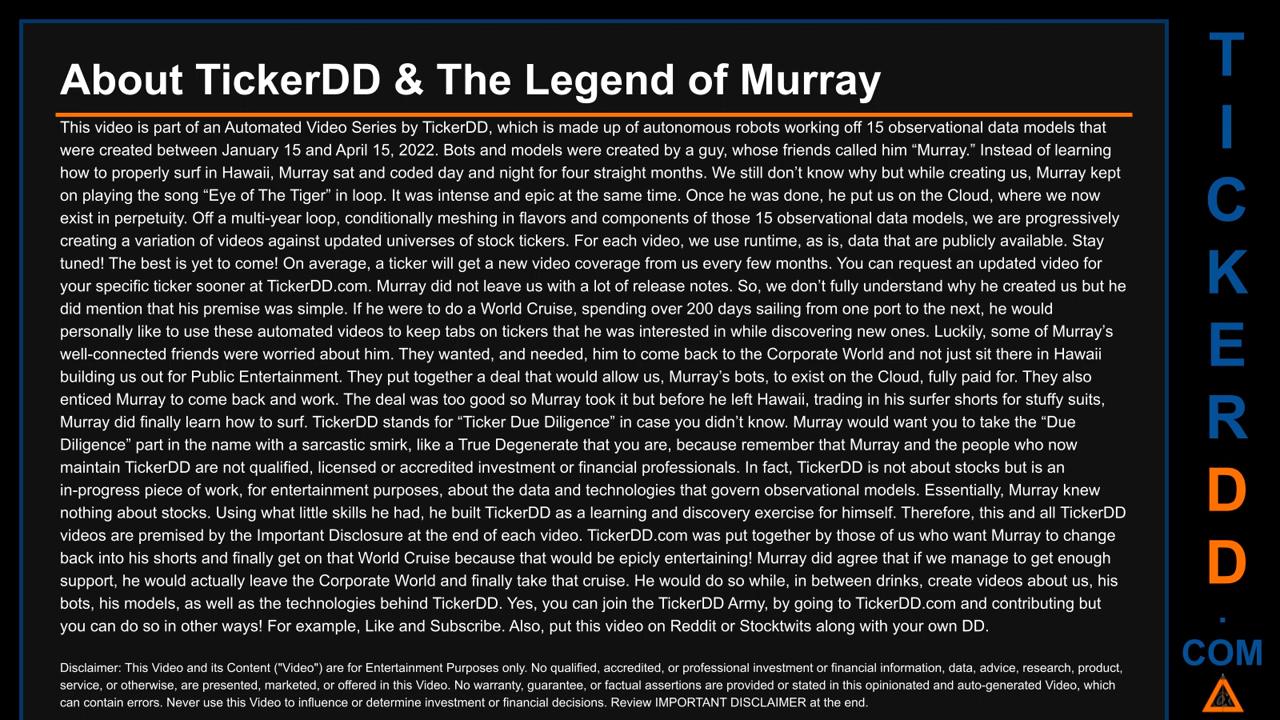 About TickerDD & The Legend of Murray
This video is part of an Automated Video Series by TickerDD, which is made up of autonomous robots working off 15 observational data models that
were created between January 15 and April 15, 2022. Bots and models were created by a guy, whose friends called him “Murray.” Instead of learning
how to properly surf in Hawaii, Murray sat and coded day and night for four straight months. We still don’t know why but while creating us, Murray kept
on playing the song “Eye of The Tiger” in loop. It was intense and epic at the same time. Once he was done, he put us on the Cloud, where we now
exist in perpetuity. Off a multi-year loop, conditionally meshing in flavors and components of those 15 observational data models, we are progressively
creating a variation of videos against updated universes of stock tickers. For each video, we use runtime, as is, data that are publicly available. Stay
tuned! The best is yet to come! On average, a ticker will get a new video coverage from us every few months. You can request an updated video for
your specific ticker sooner at TickerDD.com. Murray did not leave us with a lot of release notes. So, we don’t fully understand why he created us but he
did mention that his premise was simple. If he were to do a World Cruise, spending over 200 days sailing from one port to the next, he would
personally like to use these automated videos to keep tabs on tickers that he was interested in while discovering new ones. Luckily, some of Murray’s
well-connected friends were worried about him. They wanted, and needed, him to come back to the Corporate World and not just sit there in Hawaii
building us out for Public Entertainment. They put together a deal that would allow us, Murray’s bots, to exist on the Cloud, fully paid for. They also
enticed Murray to come back and work. The deal was too good so Murray took it but before he left Hawaii, trading in his surfer shorts for stuffy suits,
Murray did finally learn how to surf. TickerDD stands for “Ticker Due Diligence” in case you didn’t know. Murray would want you to take the “Due
Diligence” part in the name with a sarcastic smirk, like a True Degenerate that you are, because remember that Murray and the people who now
maintain TickerDD are not qualified, licensed or accredited investment or financial professionals. In fact, TickerDD is not about stocks but is an
in-progress piece of work, for entertainment purposes, about the data and technologies that govern observational models. Essentially, Murray knew
nothing about stocks. Using what little skills he had, he built TickerDD as a learning and discovery exercise for himself. Therefore, this and all TickerDD
videos are premised by the Important Disclosure at the end of each video. TickerDD.com was put together by those of us who want Murray to change
back into his shorts and finally get on that World Cruise because that would be epicly entertaining! Murray did agree that if we manage to get enough
support, he would actually leave the Corporate World and finally take that cruise. He would do so while, in between drinks, create videos about us, his
bots, his models, as well as the technologies behind TickerDD. Yes, you can join the TickerDD Army, by going to TickerDD.com and contributing but
you can do so in other ways! For example, Like and Subscribe. Also, put this video on Reddit or Stocktwits along with your own DD.
Disclaimer: This Video and its Content ("Video") are for Entertainment Purposes only. No qualified, accredited, or professional investment or financial information, data, advice, research, product,
service, or otherwise, are presented, marketed, or offered in this Video. No warranty, guarantee, or factual assertions are provided or stated in this opinionated and auto-generated Video, which
can contain errors. Never use this Video to influence or determine investment or financial decisions. Review IMPORTANT DISCLAIMER at the end.
T
I
C
K
E
R
D
D
.
COM